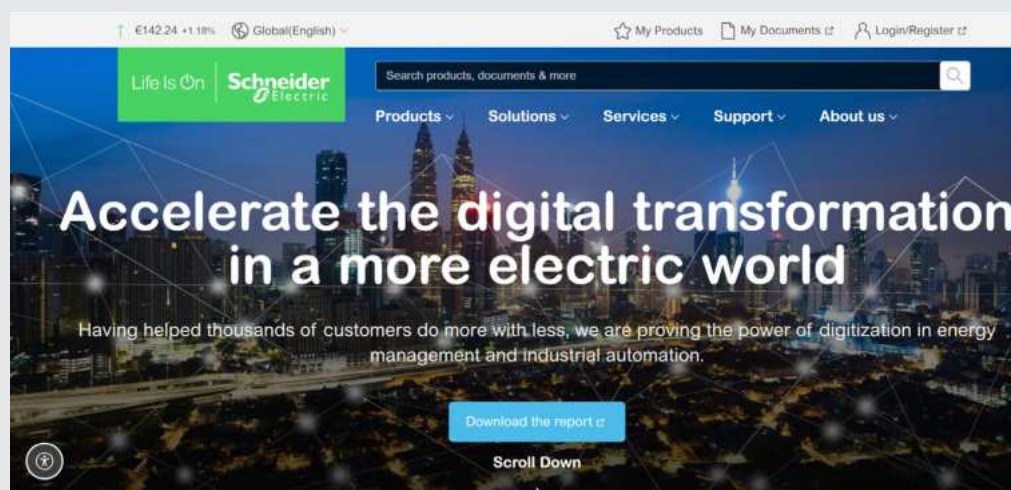 €142.24 +1.18% Global(English)
My Products My Documents Login/Register
Life Is On Schneider Electric
Search products, documents & more
Products Solutions Services Support About us
Accelerate the digital transformation
in a more electric world
Having helped thousands of customers do more with less, we are proving the power of digitization in energy
management and industrial automation.
Download the report
Scroll Down